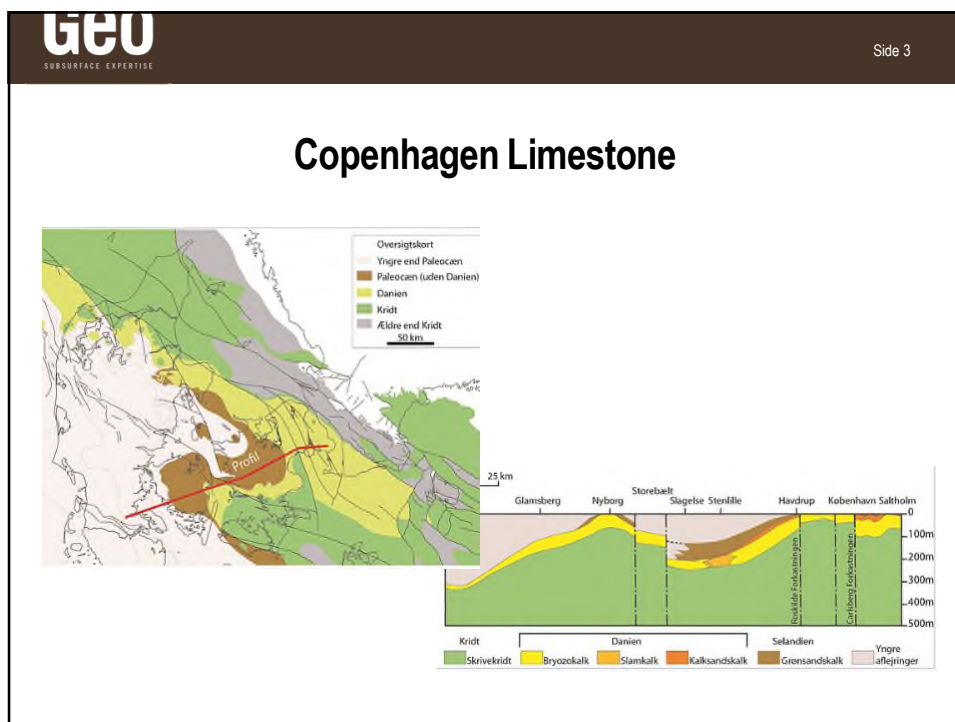 Geo
SUBSURFACE EXPERTISE
Side 3
Copenhagen Limestone
Oversigtskort
Yngre end Paleocæn
Paleocæn (uden Danien)
Danien
Kridt
Ældre end Kridt
50 km
Profil
25 km
Storebælt
Glamsberg Nyborg Slagelse Stenlille Havdrup København Saltholm
0
100m
200m
300m
400m
500m
Roskilde Forkastningen
Carlsberg Forkastningen
Kridt Danien Selandien
Skrivekridt Bryozokalk Slamkalk Kalksandskalk Grønsandskalk Yngre aflejringer